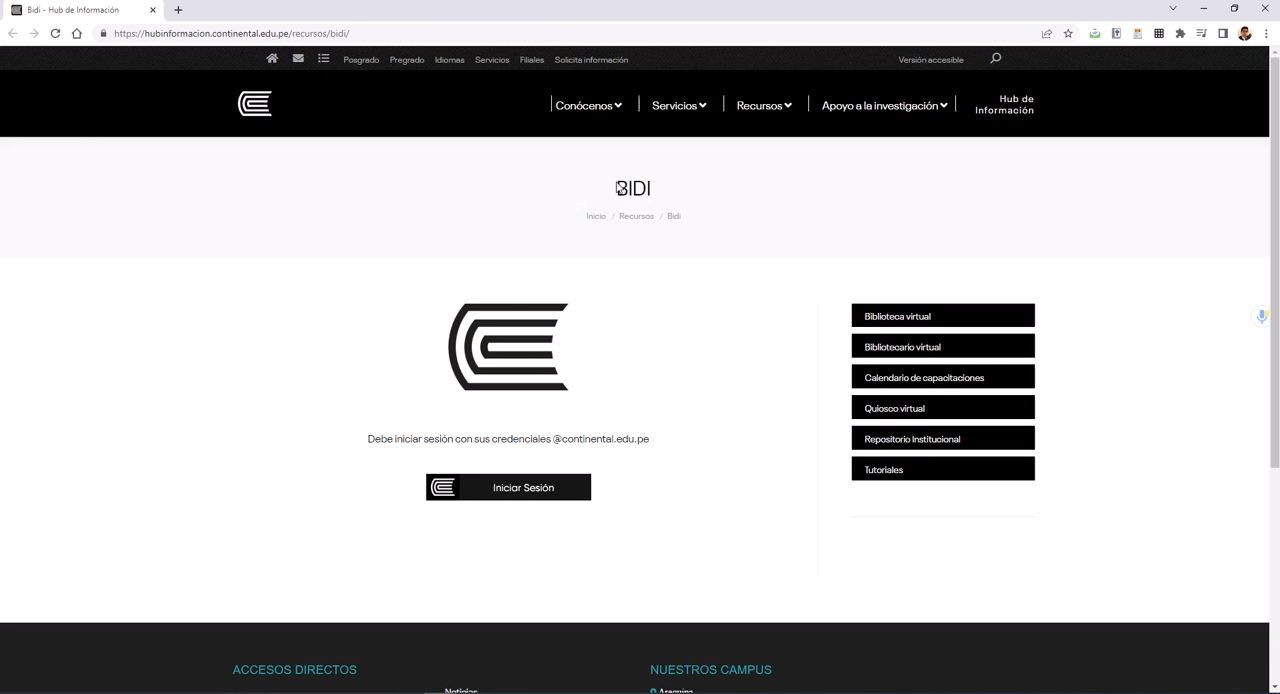 Bidi - Hub de Información
https://hubinformacion.continental.edu.pe/recursos/bidi/
Posgrado Pregrado Idiomas Servicios Filiales Solicita información Versión accesible
Conócenos Servicios Recursos Apoyo a la investigación
Hub de
Información
BIDI
Inicio / Recursos / Bidi
Biblioteca virtual
Bibliotecario virtual
Calendario de capacitaciones
Quiosco virtual
Repositorio Institucional
Tutoriales
Debe iniciar sesión con sus credenciales @continental.edu.pe
Iniciar Sesión
ACCESOS DIRECTOS
NUESTROS CAMPUS
Noticias
Arequipa